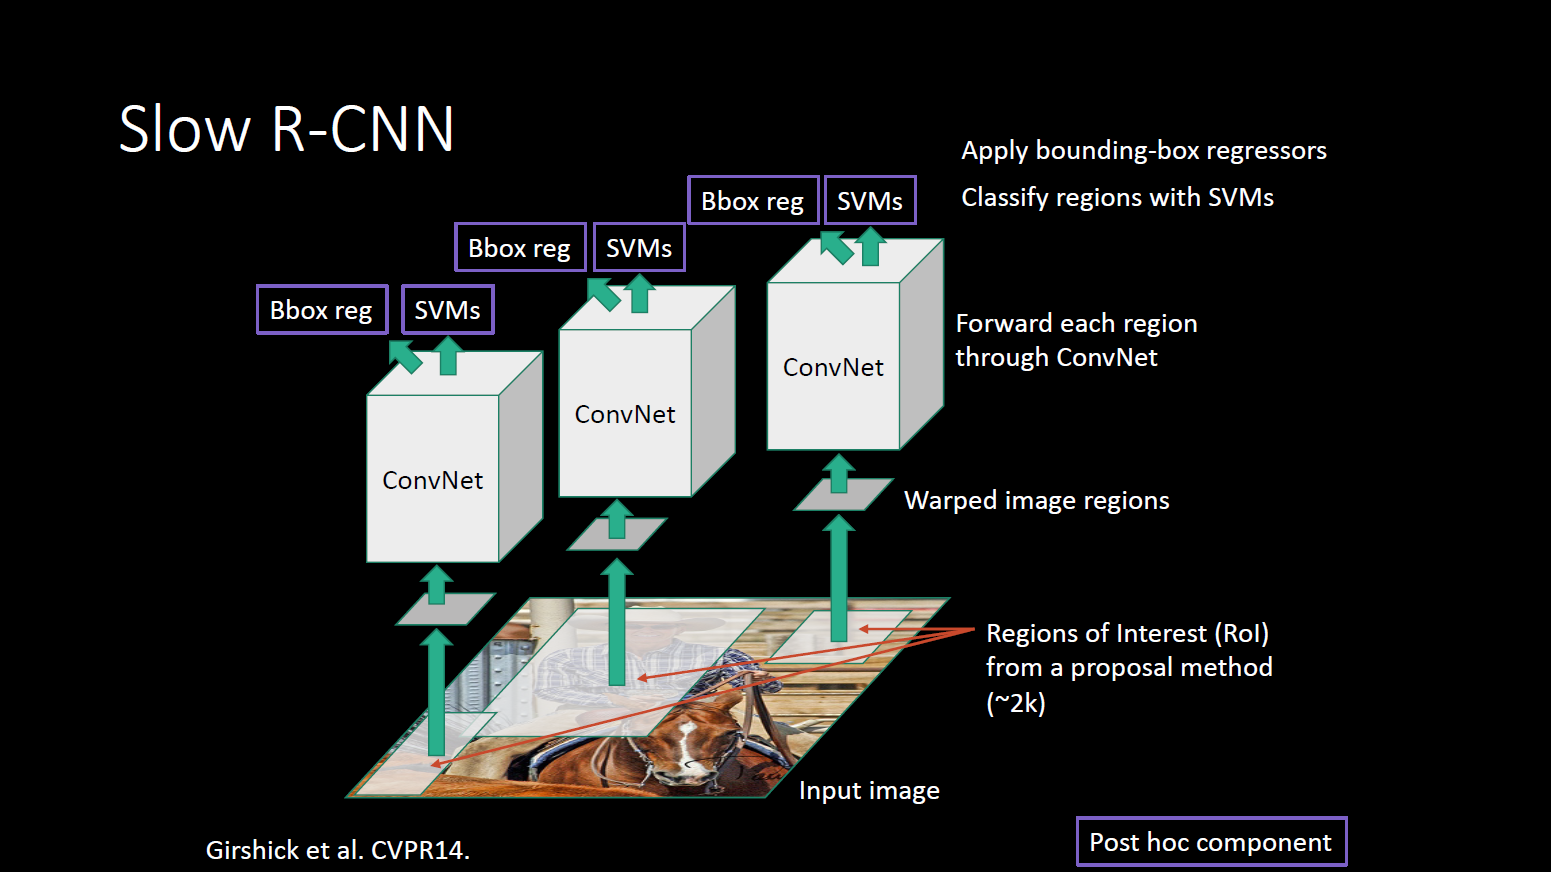 Slow R-CNN
Apply bounding-box regressors
Classify regions with SVMs
Bbox reg
SVMs
Bbox reg
SVMs
Bbox reg
SVMs
ConvNet
ConvNet
ConvNet
Forward each region
through ConvNet
Warped image regions
Regions of Interest (RoI)
from a proposal method
(~2k)
Input image
Girshick et al. CVPR14.
Post hoc component